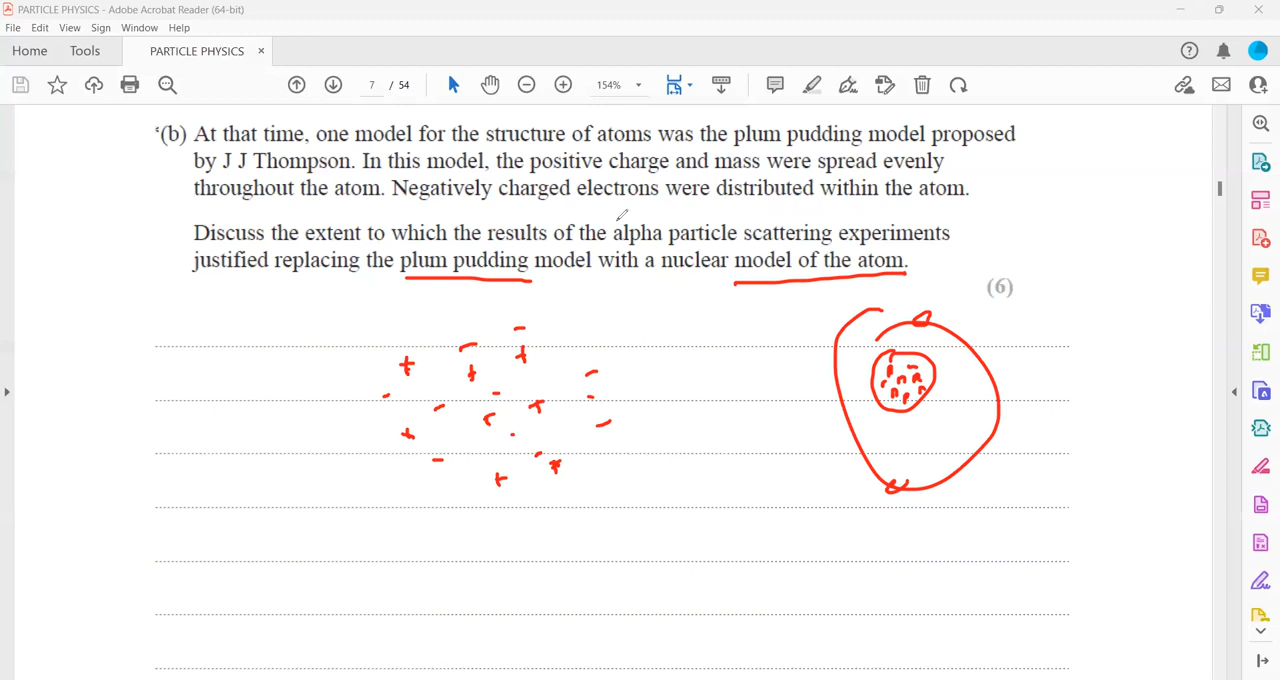 PARTICLE PHYSICS - Adobe Acrobat Reader (64-bit)
File Edit View Sign Window Help
Home Tools PARTICLE PHYSICS ×
7 / 54 154%
*(b) At that time, one model for the structure of atoms was the plum pudding model proposed
by J J Thompson. In this model, the positive charge and mass were spread evenly
throughout the atom. Negatively charged electrons were distributed within the atom.
Discuss the extent to which the results of the alpha particle scattering experiments
justified replacing the plum pudding model with a nuclear model of the atom.
(6)